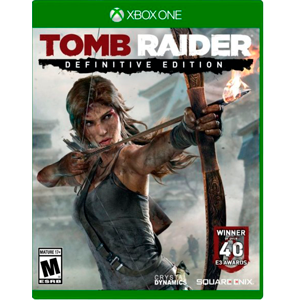 XBOX ONE
TOMB RAIDER
DEFINITIVE EDITION
MATURE 17+
M
ESRB
CRYSTAL
DYNAMICS
SQUARE ENIX
WINNER
40
E3 AWARDS